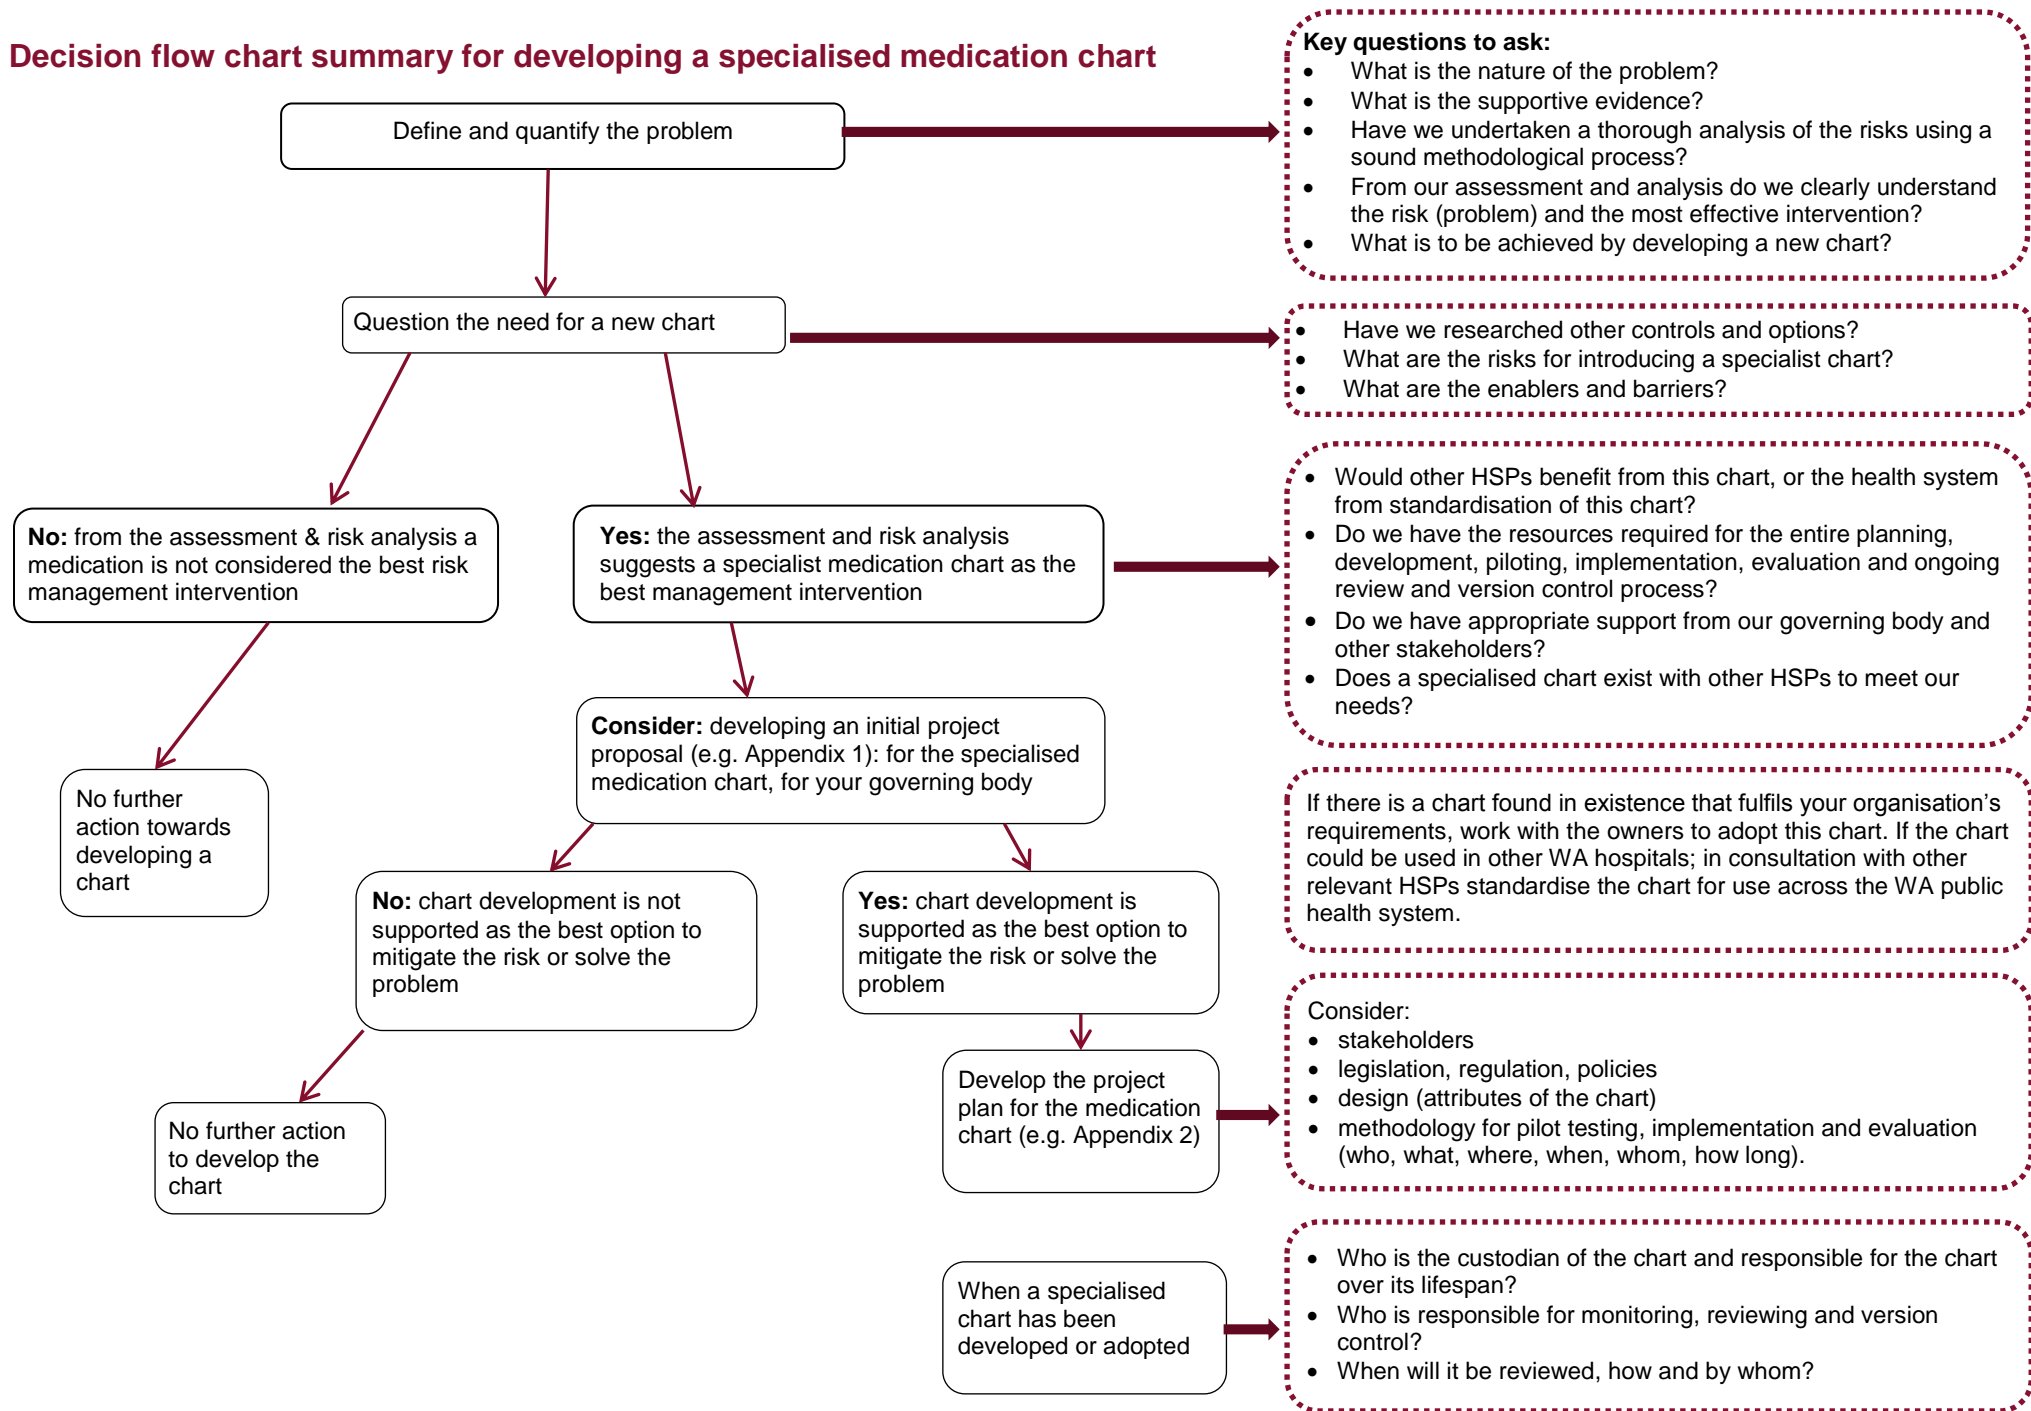 Decision flow chart summary for developing a specialised medication chart
Define and quantify the problem
Key questions to ask:
• What is the nature of the problem?
• What is the supportive evidence?
• Have we undertaken a thorough analysis of the risks using a
sound methodological process?
• From our assessment and analysis do we clearly understand
the risk (problem) and the most effective intervention?
• What is to be achieved by developing a new chart?
Question the need for a new chart
• Have we researched other controls and options?
• What are the risks for introducing a specialist chart?
• What are the enablers and barriers?
No: from the assessment & risk analysis a
medication is not considered the best risk
management intervention
Yes: the assessment and risk analysis
suggests a specialist medication chart as the
best management intervention
• Would other HSPs benefit from this chart, or the health system
from standardisation of this chart?
• Do we have the resources required for the entire planning,
development, piloting, implementation, evaluation and ongoing
review and version control process?
• Do we have appropriate support from our governing body and
other stakeholders?
• Does a specialised chart exist with other HSPs to meet our
needs?
No further
action towards
developing a
chart
Consider: developing an initial project
proposal (e.g. Appendix 1): for the specialised
medication chart, for your governing body
If there is a chart found in existence that fulfils your organisation's
requirements, work with the owners to adopt this chart. If the chart
could be used in other WA hospitals; in consultation with other
relevant HSPs standardise the chart for use across the WA public
health system.
No: chart development is not
supported as the best option to
mitigate the risk or solve the
problem
Yes: chart development is
supported as the best option to
mitigate the risk or solve the
problem
No further action
to develop the
chart
Develop the project
plan for the medication
chart (e.g. Appendix 2)
Consider:
• stakeholders
• legislation, regulation, policies
• design (attributes of the chart)
• methodology for pilot testing, implementation and evaluation
(who, what, where, when, whom, how long).
When a specialised
chart has been
developed or adopted
• Who is the custodian of the chart and responsible for the chart
over its lifespan?
• Who is responsible for monitoring, reviewing and version
control?
• When will it be reviewed, how and by whom?